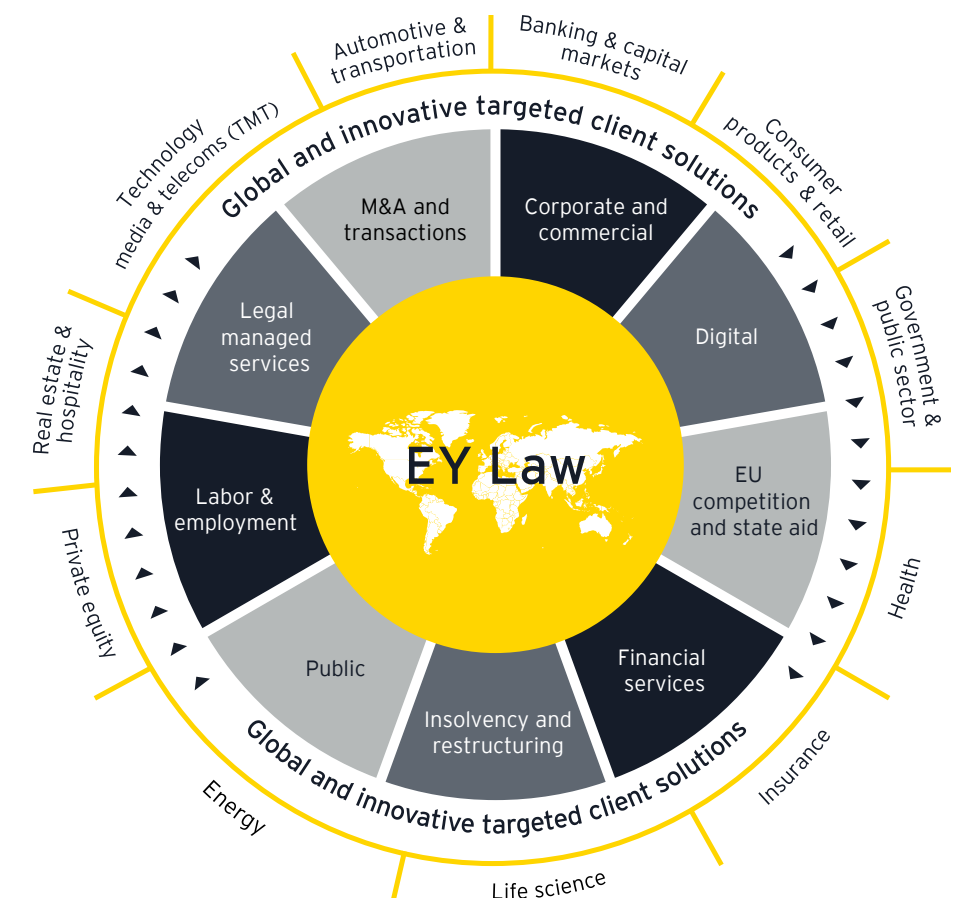 Automotive &
transportation
Banking & capital
markets
Consumer
products & retail
Government &
public sector
Health
Insurance
Life science
Energy
Private equity
Real estate &
hospitality
Technology
media & telecoms (TMT)
Global and innovative targeted client solutions
M&A and
transactions
Corporate and
commercial
Digital
EU
competition
and state aid
Financial
services
Insolvency and
restructuring
Public
Labor &
employment
Legal
managed
services
EY Law
Global and innovative targeted client solutions